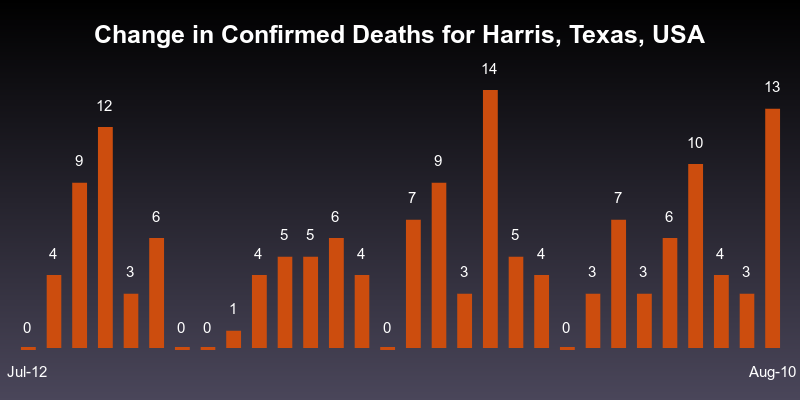 Change in Confirmed Deaths for Harris, Texas, USA
0 4 9 12 3 6 0 0 1 4 5 5 6 4 0 7 9 3 14 5 4 0 3 7 3 6 10 4 3 13
Jul-12 Aug-10